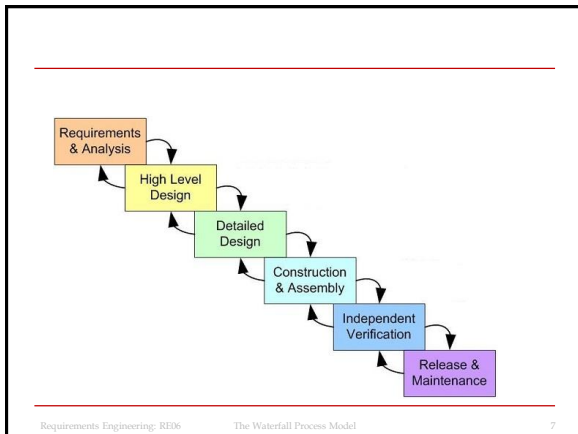 Requirements
& Analysis
High Level
Design
Detailed
Design
Construction
& Assembly
Independent
Verification
Release &
Maintenance
Requirements Engineering: RE06 The Waterfall Process Model 7